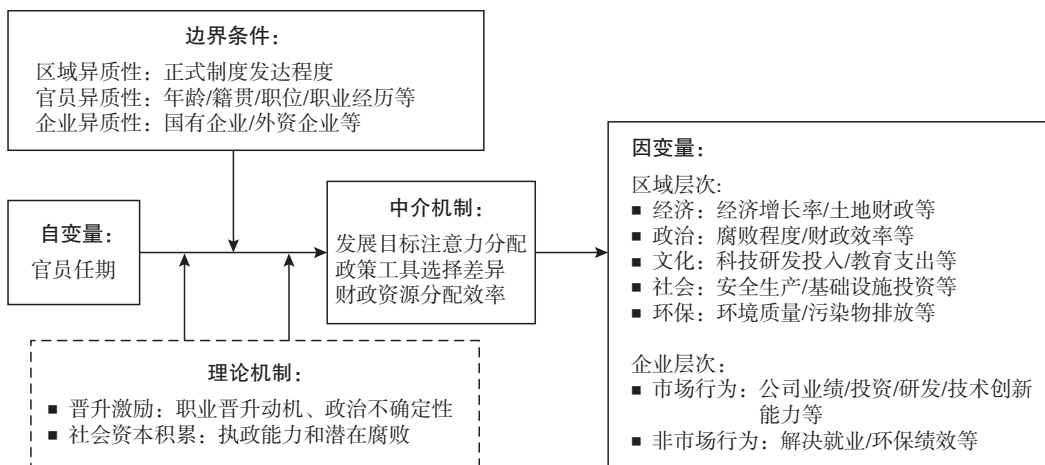 边界条件：
区域异质性：正式制度发达程度
官员异质性：年龄/籍贯/职位/职业经历等
企业异质性：国有企业/外资企业等
自变量：
官员任期
中介机制：
发展目标注意力分配
政策工具选择差异
财政资源分配效率
理论机制：
■ 晋升激励：职业晋升动机、政治不确定性
■ 社会资本积累：执政能力和潜在腐败
因变量：
区域层次:
■ 经济：经济增长率/土地财政等
■ 政治：腐败程度/财政效率等
■ 文化：科技研发投入/教育支出等
■ 社会：安全生产/基础设施投资等
■ 环保：环境质量/污染物排放等
企业层次：
■ 市场行为：公司业绩/投资/研发/技术创新
能力等
■ 非市场行为：解决就业/环保绩效等